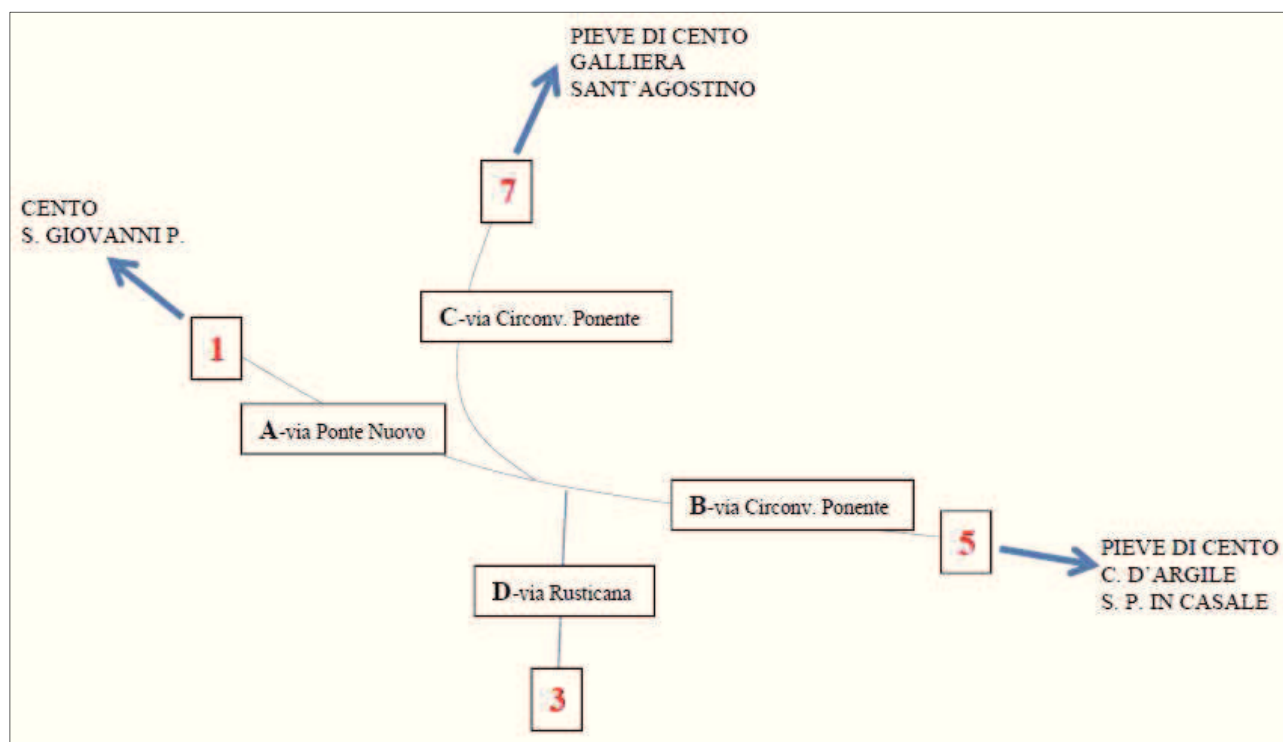 PIEVE DI CENTO
GALLIERA
SANT'AGOSTINO
7
CENTO
S. GIOVANNI P.
C-via Circonv. Ponente
1
A-via Ponte Nuovo
B-via Circonv. Ponente
5
PIEVE DI CENTO
C. D'ARGILE
S. P. IN CASALE
D-via Rusticana
3